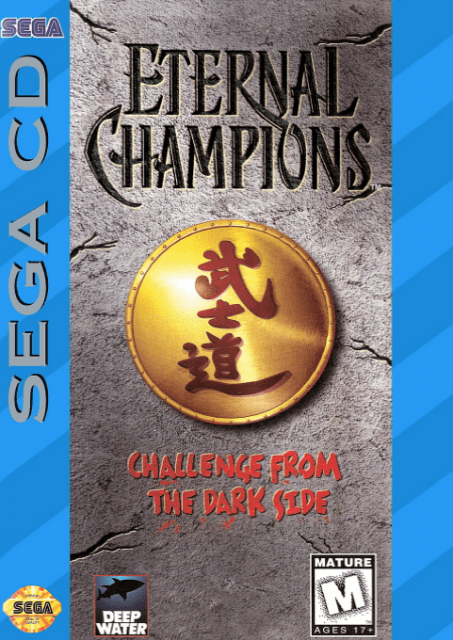 SEGA
SEGA CD
ETERNAL
CHAMPIONS
武
士
道
CHALLENGE FROM
THE DARK SIDE
SEGA
DEEP
WATER
MATURE
M
AGES 17+